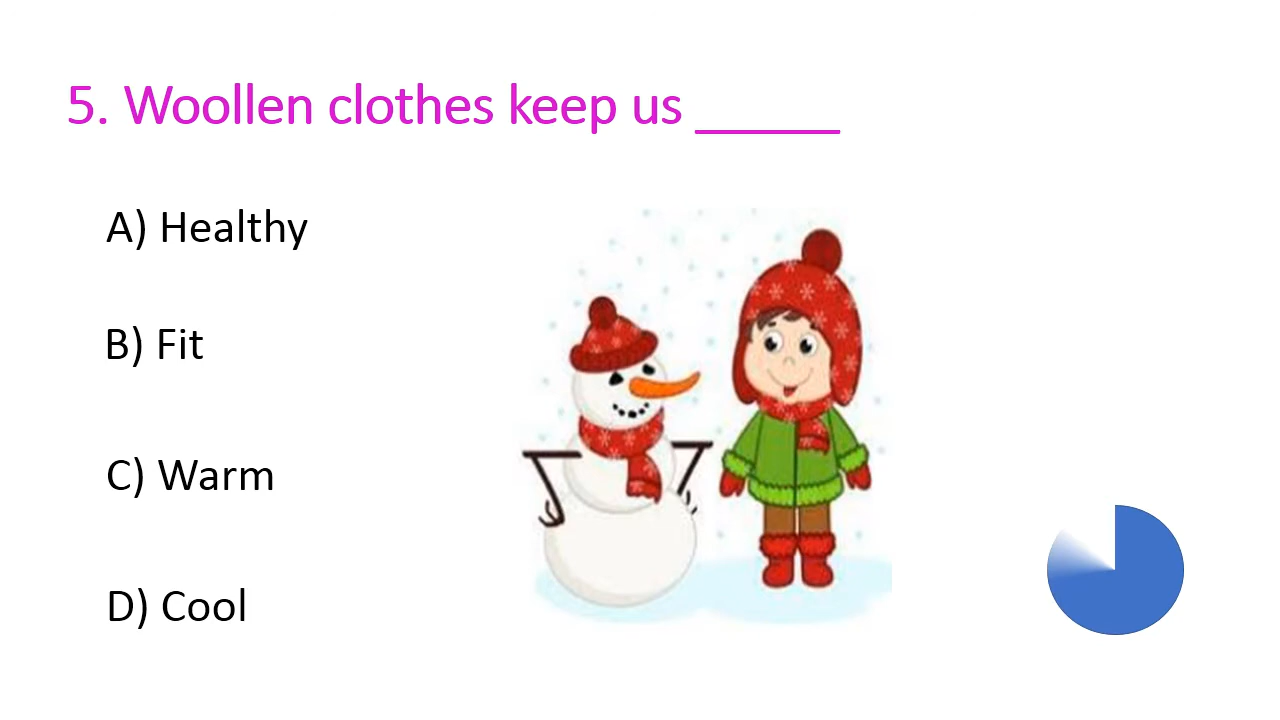 5. Woollen clothes keep us _____
A) Healthy
B) Fit
C) Warm
D) Cool